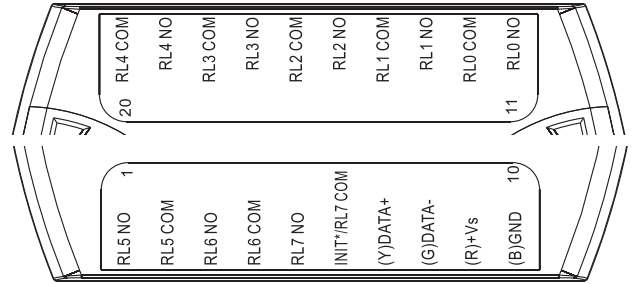 RL4 COM
RL4 NO
RL3 COM
RL3 NO
RL2 COM
RL2 NO
RL1 COM
RL1 NO
RL0 COM
RL0 NO
20
11
1
10
RL5 NO
RL5 COM
RL6 NO
RL6 COM
RL7 NO
INIT*/RL7 COM
(Y)DATA+
(G)DATA-
(R)+Vs
(B)GND